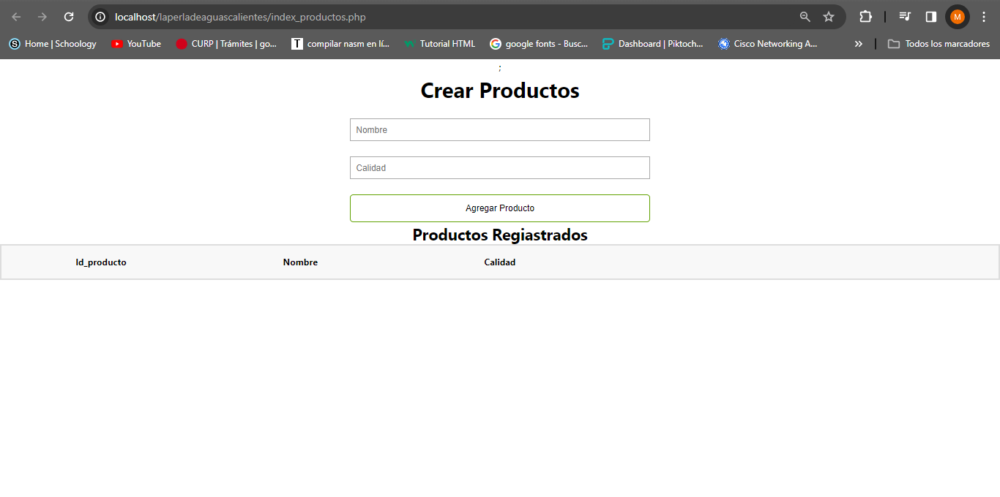 localhost/laperladeaguascalientes/index_productos.php
M
Home | Schoology
YouTube
CURP | Trámites | go...
T
compilar nasm en lí...
Tutorial HTML
google fonts - Busc...
Dashboard | Piktoch...
Cisco Networking A...
»
Todos los marcadores
;
Crear Productos
Nombre
Calidad
Agregar Producto
Productos Regiastrados
Id_producto Nombre Calidad